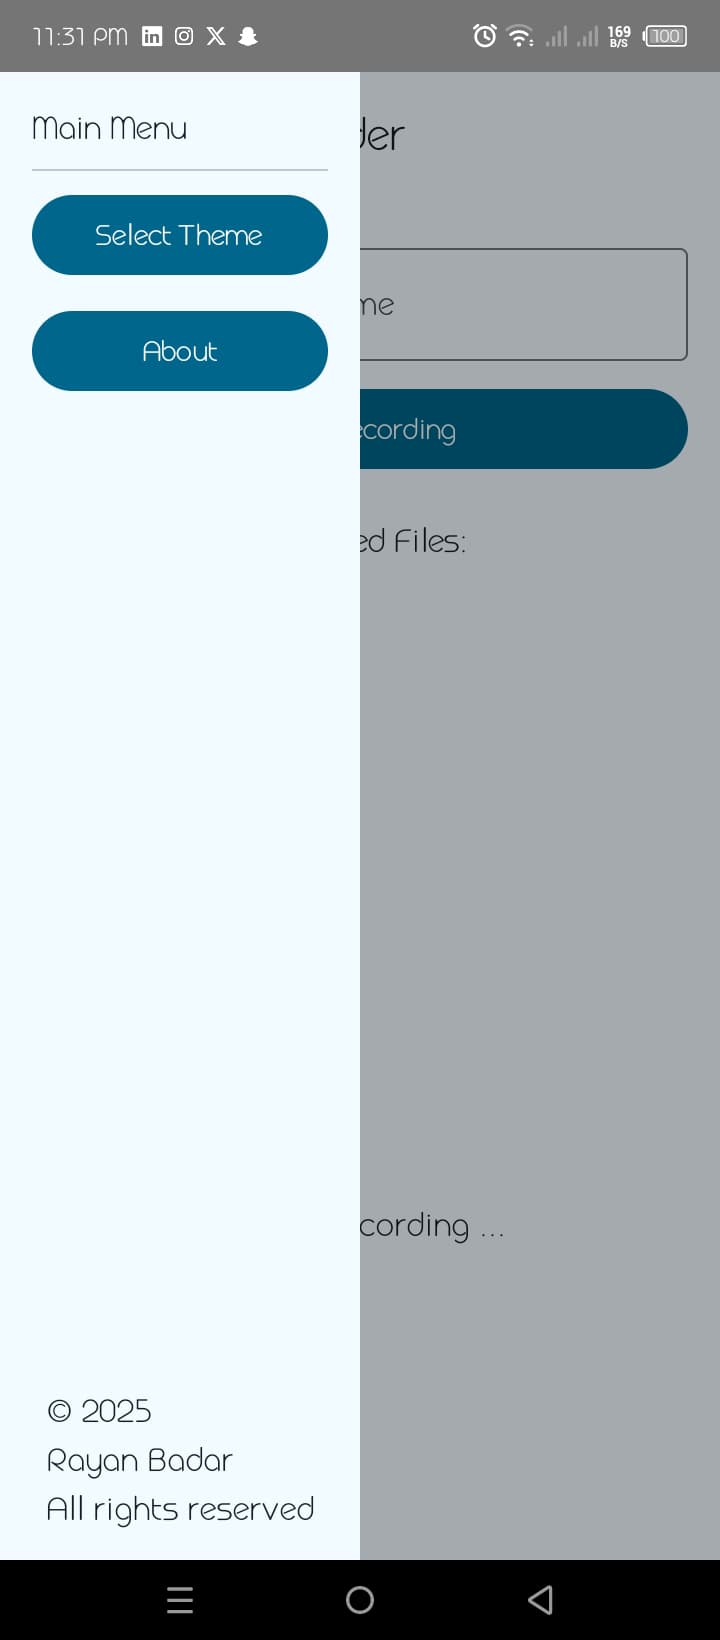 11:31 PM
169
B/S
100
Main Menu
Select Theme
About
der
me
ecording
ed Files:
cording ...
© 2025
Rayan Badar
All rights reserved